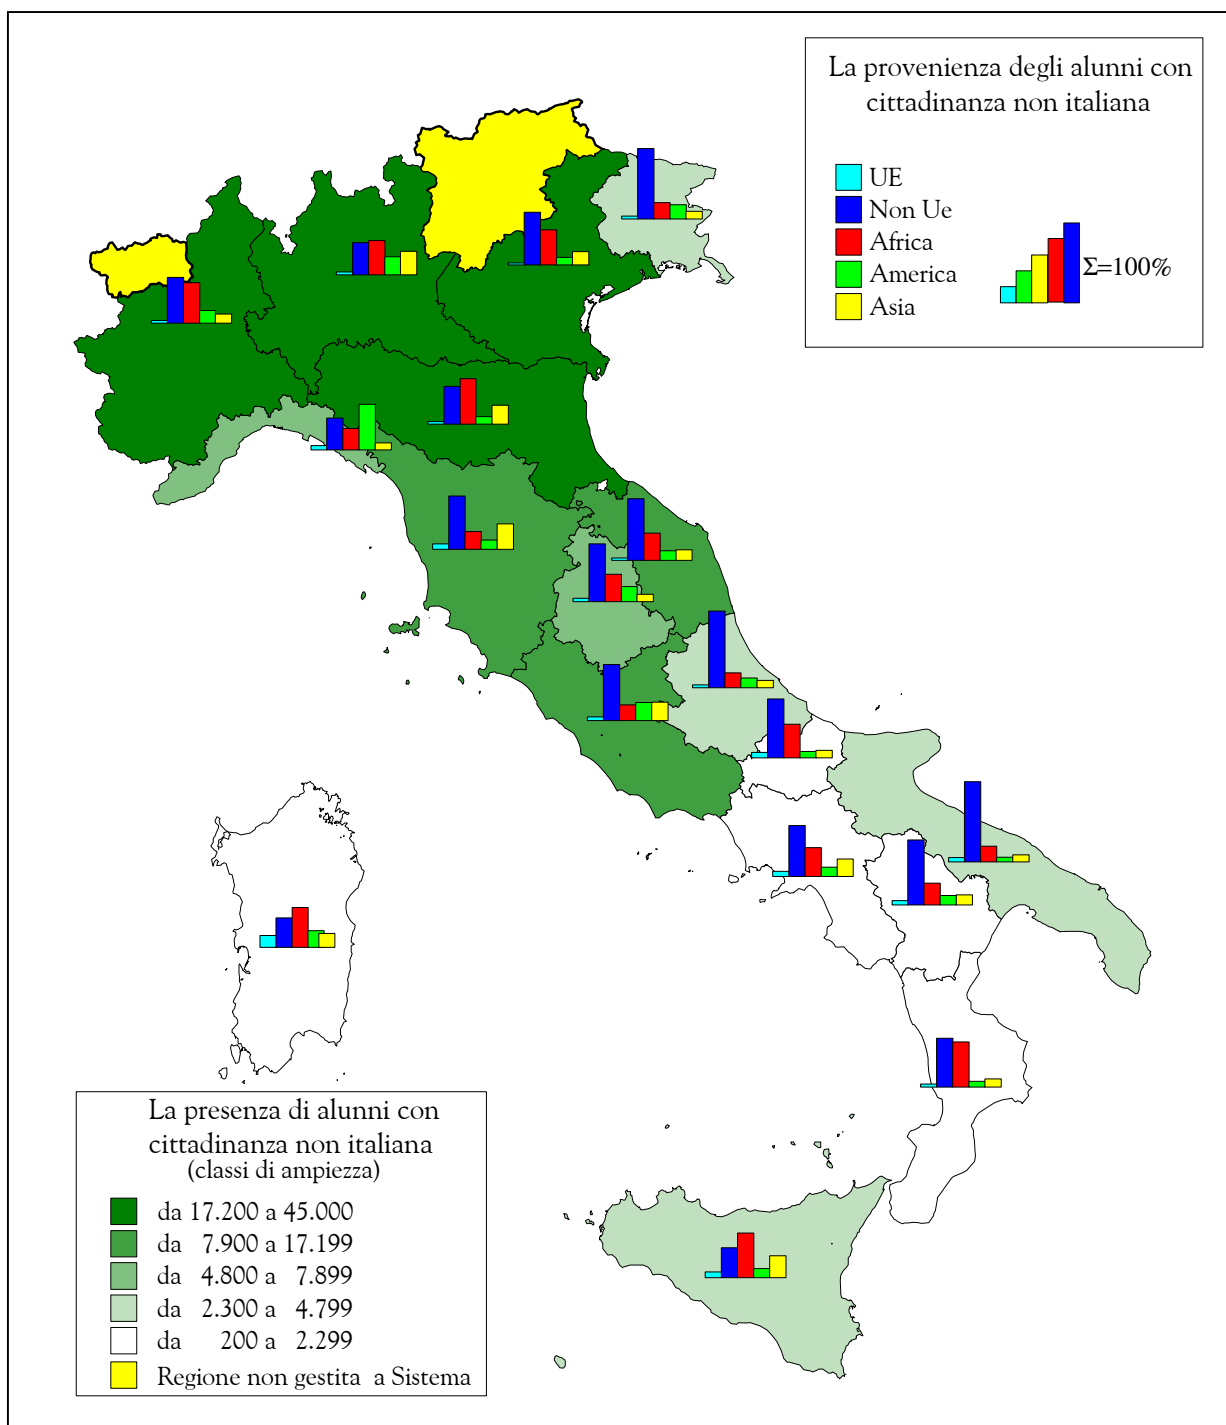 La provenienza degli alunni con
cittadinanza non italiana
UE
Non Ue
Africa
America
Asia
Σ=100%
La presenza di alunni con
cittadinanza non italiana
(classi di ampiezza)
da 17.200 a 45.000
da 7.900 a 17.199
da 4.800 a 7.899
da 2.300 a 4.799
da 200 a 2.299
Regione non gestita a Sistema